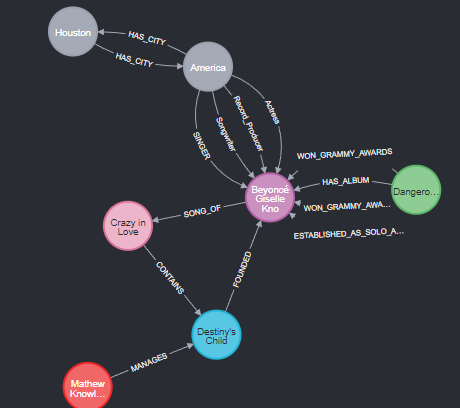 Houston
HAS_CITY
HAS_CITY
America
SINGER
Songwriter
Record_Producer
Actress
WON_GRAMMY_AWARDS
HAS_ALBUM
Dangero...
WON_GRAMMY_AWA...
ESTABLISHED_AS_SOLO_A...
Beyoncé
Giselle
Kno
SONG_OF
Crazy in
Love
CONTAINS
FOUNDED
Destiny's
Child
MANAGES
Mathew
Knowl...